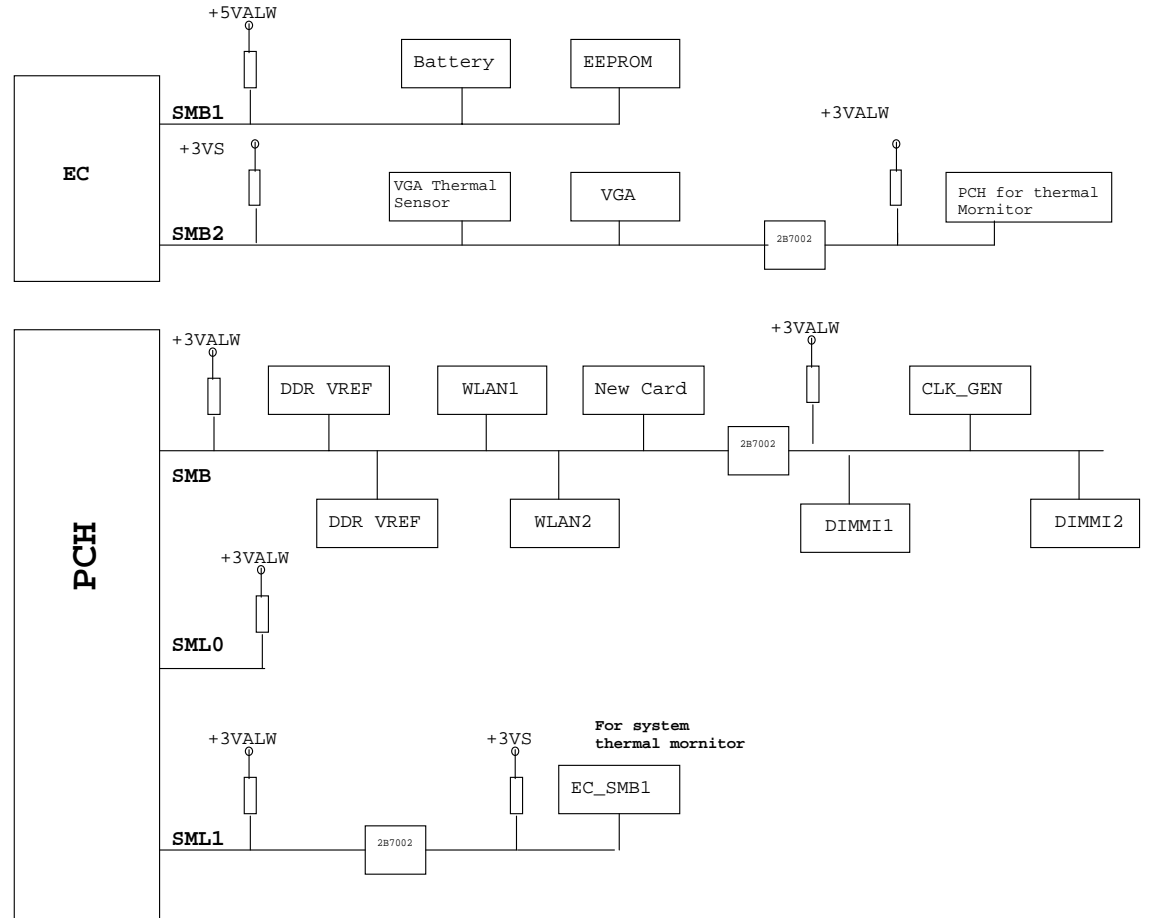 +5VALW
Battery
EEPROM
SMB1
+3VALW
+3VS
EC
VGA Thermal
Sensor
VGA
PCH for thermal
Mornitor
SMB2
2B7002
+3VALW
+3VALW
DDR VREF
WLAN1
New Card
CLK_GEN
2B7002
SMB
DDR VREF
WLAN2
DIMMI1
DIMMI2
PCH
+3VALW
SML0
For system
thermal mornitor
+3VALW
+3VS
EC_SMB1
SML1
2B7002